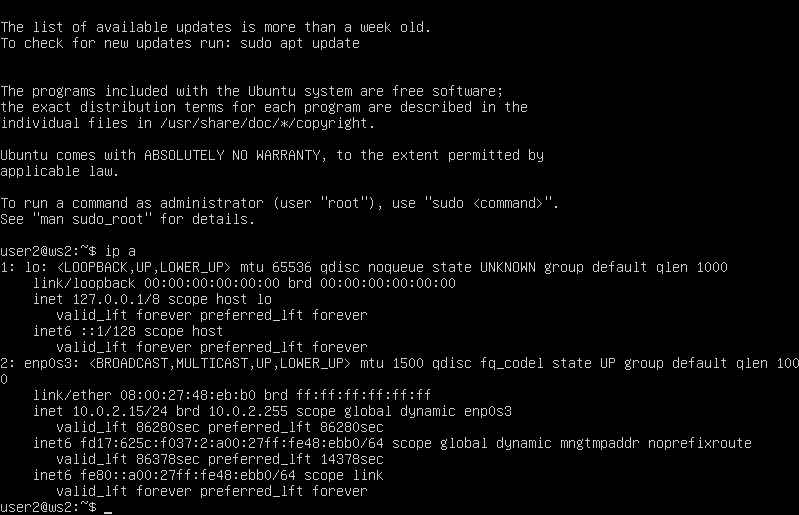 The list of available updates is more than a week old.
To check for new updates run: sudo apt update
The programs included with the Ubuntu system are free software;
the exact distribution terms for each program are described in the
individual files in /usr/share/doc/*/copyright.
Ubuntu comes with ABSOLUTELY NO WARRANTY, to the extent permitted by
applicable law.
To run a command as administrator (user "root"), use "sudo <command>".
See "man sudo_root" for details.
user2@ws2:~$ ip a
1: lo: <LOOPBACK,UP,LOWER_UP> mtu 65536 qdisc noqueue state UNKNOWN group default qlen 1000
    link/loopback 00:00:00:00:00:00 brd 00:00:00:00:00:00
    inet 127.0.0.1/8 scope host lo
       valid_lft forever preferred_lft forever
    inet6 ::1/128 scope host
       valid_lft forever preferred_lft forever
2: enp0s3: <BROADCAST,MULTICAST,UP,LOWER_UP> mtu 1500 qdisc fq_codel state UP group default qlen 100
0
    link/ether 08:00:27:48:eb:b0 brd ff:ff:ff:ff:ff:ff
    inet 10.0.2.15/24 brd 10.0.2.255 scope global dynamic enp0s3
       valid_lft 86280sec preferred_lft 86280sec
    inet6 fd17:625c:f037:2:a00:27ff:fe48:ebb0/64 scope global dynamic mngtmpaddr noprefixroute
       valid_lft 86378sec preferred_lft 14378sec
    inet6 fe80::a00:27ff:fe48:ebb0/64 scope link
       valid_lft forever preferred_lft forever
user2@ws2:~$ _